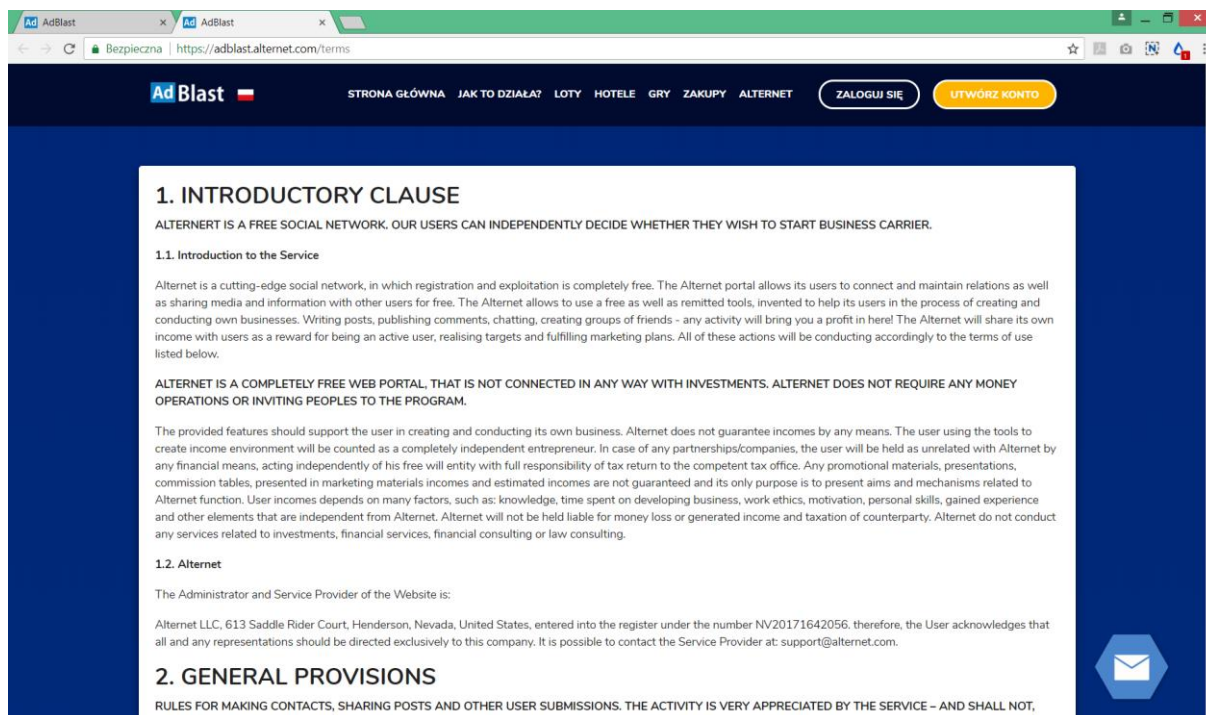 Ad AdBlast
Ad AdBlast
Bezpieczna https://adblast.alternet.com/terms
Ad Blast
STRONA GŁÓWNA JAK TO DZIAŁA? LOTY HOTELE GRY ZAKUPY ALTERNET ZALOGUJ SIĘ UTWÓRZ KONTO
1. INTRODUCTORY CLAUSE
ALTERNERT IS A FREE SOCIAL NETWORK. OUR USERS CAN INDEPENDENTLY DECIDE WHETHER THEY WISH TO START BUSINESS CARRIER.
1.1. Introduction to the Service
Alternet is a cutting-edge social network, in which registration and exploitation is completely free. The Alternet portal allows its users to connect and maintain relations as well
as sharing media and information with other users for free. The Alternet allows to use a free as well as remitted tools, invented to help its users in the process of creating and
conducting own businesses. Writing posts, publishing comments, chatting, creating groups of friends - any activity will bring you a profit in here! The Alternet will share its own
income with users as a reward for being an active user, realising targets and fulfilling marketing plans. All of these actions will be conducting accordingly to the terms of use
listed below.
ALTERNET IS A COMPLETELY FREE WEB PORTAL, THAT IS NOT CONNECTED IN ANY WAY WITH INVESTMENTS. ALTERNET DOES NOT REQUIRE ANY MONEY
OPERATIONS OR INVITING PEOPLES TO THE PROGRAM.
The provided features should support the user in creating and conducting its own business. Alternet does not guarantee incomes by any means. The user using the tools to
create income environment will be counted as a completely independent entrepreneur. In case of any partnerships/companies, the user will be held as unrelated with Alternet by
any financial means, acting independently of his free will entity with full responsibility of tax return to the competent tax office. Any promotional materials, presentations,
commission tables, presented in marketing materials incomes and estimated incomes are not guaranteed and its only purpose is to present aims and mechanisms related to
Alternet function. User incomes depends on many factors, such as: knowledge, time spent on developing business, work ethics, motivation, personal skills, gained experience
and other elements that are independent from Alternet. Alternet will not be held liable for money loss or generated income and taxation of counterparty. Alternet do not conduct
any services related to investments, financial services, financial consulting or law consulting.
1.2. Alternet
The Administrator and Service Provider of the Website is:
Alternet LLC, 613 Saddle Rider Court, Henderson, Nevada, United States, entered into the register under the number NV20171642056. therefore, the User acknowledges that
all and any representations should be directed exclusively to this company. It is possible to contact the Service Provider at: support@alternet.com.
2. GENERAL PROVISIONS
RULES FOR MAKING CONTACTS, SHARING POSTS AND OTHER USER SUBMISSIONS. THE ACTIVITY IS VERY APPRECIATED BY THE SERVICE – AND SHALL NOT,